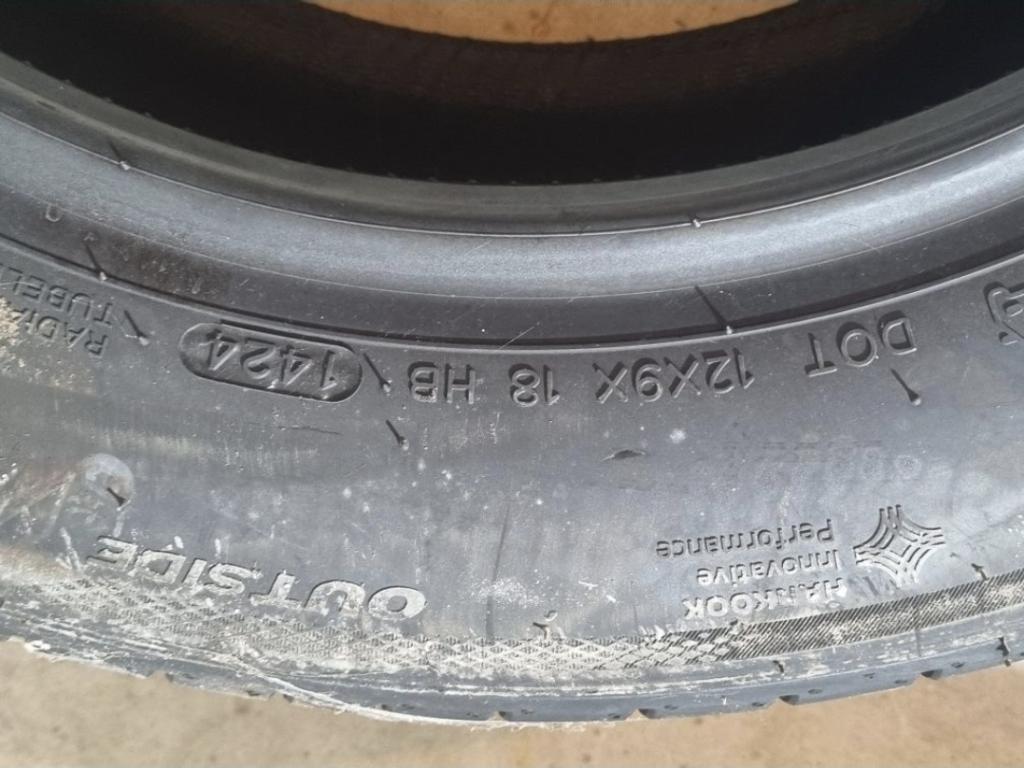 DOT 12X9X 18 HB 1424
HANKOOK
Innovative
Performance
OUTSIDE